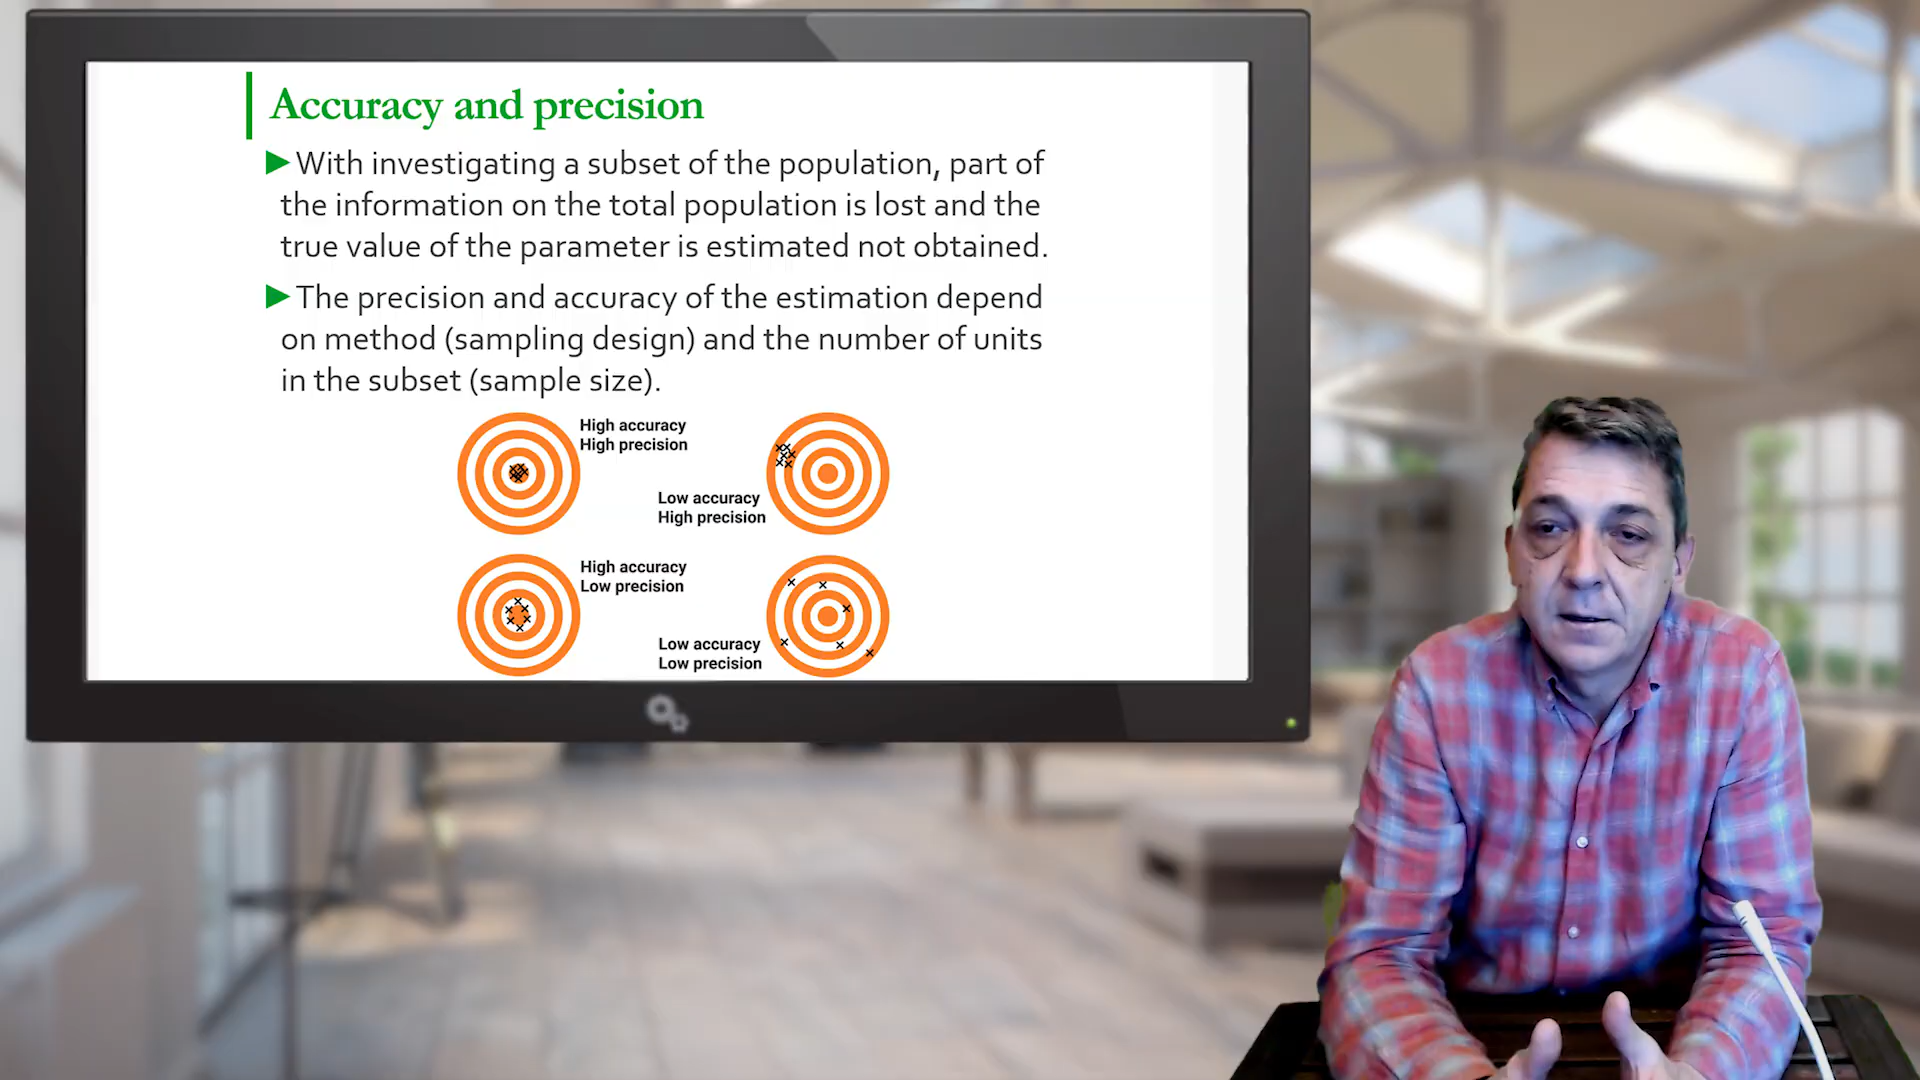 Accuracy and precision
▶With investigating a subset of the population, part of
the information on the total population is lost and the
true value of the parameter is estimated not obtained.
▶The precision and accuracy of the estimation depend
on method (sampling design) and the number of units
in the subset (sample size).
High accuracy
High precision
Low accuracy
High precision
High accuracy
Low precision
Low accuracy
Low precision